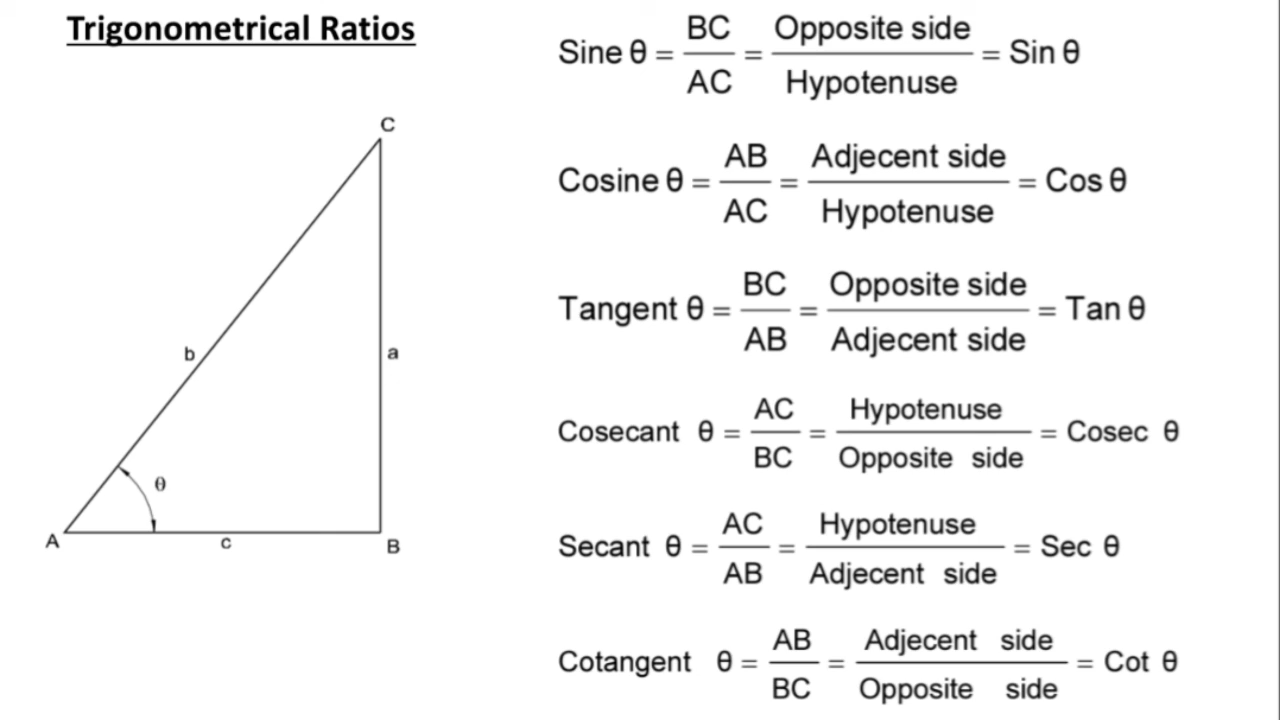 Trigonometrical Ratios
C
b
a
θ
A
c
B
Sine θ = BC / AC = Opposite side / Hypotenuse = Sin θ
Cosine θ = AB / AC = Adjecent side / Hypotenuse = Cos θ
Tangent θ = BC / AB = Opposite side / Adjecent side = Tan θ
Cosecant θ = AC / BC = Hypotenuse / Opposite side = Cosec θ
Secant θ = AC / AB = Hypotenuse / Adjecent side = Sec θ
Cotangent θ = AB / BC = Adjecent side / Opposite side = Cot θ